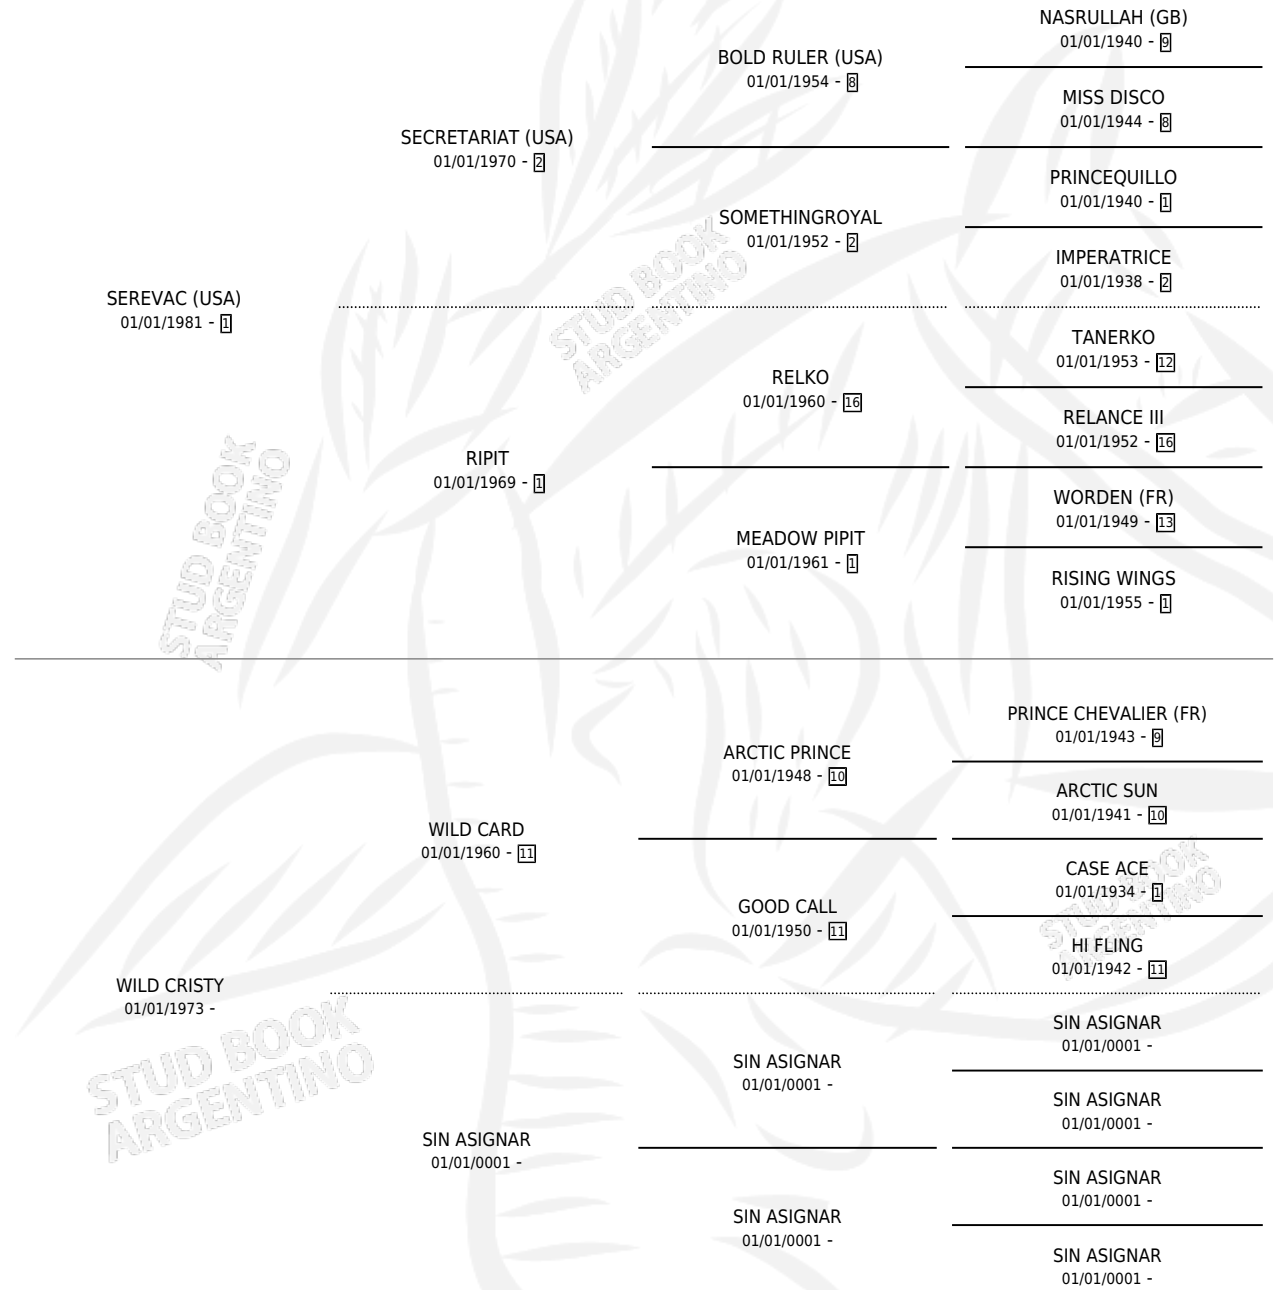 NASRULLAH (GB)
01/01/1940 - 9
BOLD RULER (USA)
01/01/1954 - 8
MISS DISCO
01/01/1944 - 8
SECRETARIAT (USA)
01/01/1970 - 2
PRINCEQUILLO
01/01/1940 - 1
SOMETHINGROYAL
01/01/1952 - 2
IMPERATRICE
01/01/1938 - 2
SEREVAC (USA)
01/01/1981 - 1
TANERKO
01/01/1953 - 12
RELKO
01/01/1960 - 16
RELANCE III
01/01/1952 - 16
RIPIT
01/01/1969 - 1
WORDEN (FR)
01/01/1949 - 13
MEADOW PIPIT
01/01/1961 - 1
RISING WINGS
01/01/1955 - 1
PRINCE CHEVALIER (FR)
01/01/1943 - 9
ARCTIC PRINCE
01/01/1948 - 10
ARCTIC SUN
01/01/1941 - 10
WILD CARD
01/01/1960 - 11
CASE ACE
01/01/1934 - 1
GOOD CALL
01/01/1950 - 11
HI FLING
01/01/1942 - 11
WILD CRISTY
01/01/1973 -
SIN ASIGNAR
01/01/0001 -
SIN ASIGNAR
01/01/0001 -
SIN ASIGNAR
01/01/0001 -
SIN ASIGNAR
01/01/0001 -
SIN ASIGNAR
01/01/0001 -
SIN ASIGNAR
01/01/0001 -
SIN ASIGNAR
01/01/0001 -
STUD BOOK
ARGENTINO
STUD BOOK
ARGENTINO
STUD BOOK
ARGENTINO
STUD BOOK
ARGENTINO